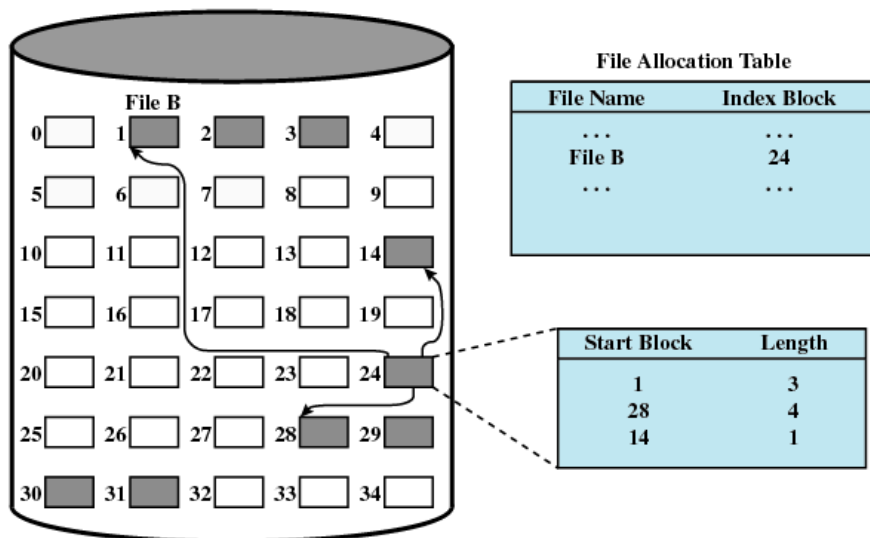 File B
0 1 2 3 4
5 6 7 8 9
10 11 12 13 14
15 16 17 18 19
20 21 22 23 24
25 26 27 28 29
30 31 32 33 34
File Allocation Table
File Name Index Block
... ...
File B 24
... ...
Start Block Length
1 3
28 4
14 1